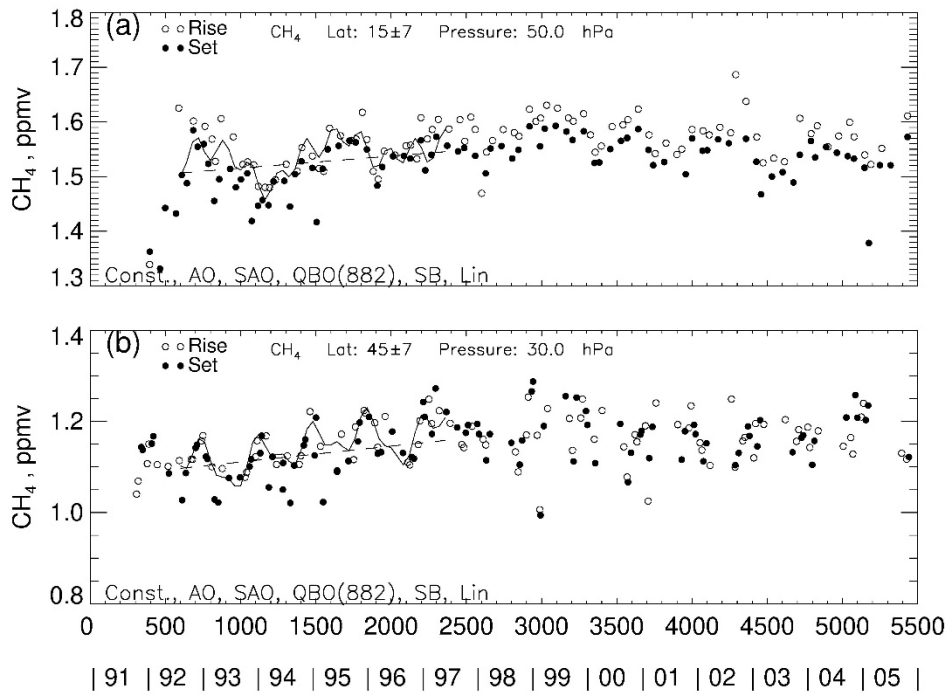 (a) ○ ○ Rise CH₄ Lat: 15±7 Pressure: 50.0 hPa
● ● Set
1.8
1.7
1.6
1.5
1.4
1.3
CH₄, ppmv
Const., AO, SAO, QBO(882), SB, Lin
(b) ○ ○ Rise CH₄ Lat: 45±7 Pressure: 30.0 hPa
● ● Set
1.4
1.2
1.0
0.8
CH₄, ppmv
Const., AO, SAO, QBO(882), SB, Lin
0 500 1000 1500 2000 2500 3000 3500 4000 4500 5000 5500
| 91 | 92 | 93 | 94 | 95 | 96 | 97 | 98 | 99 | 00 | 01 | 02 | 03 | 04 | 05 |